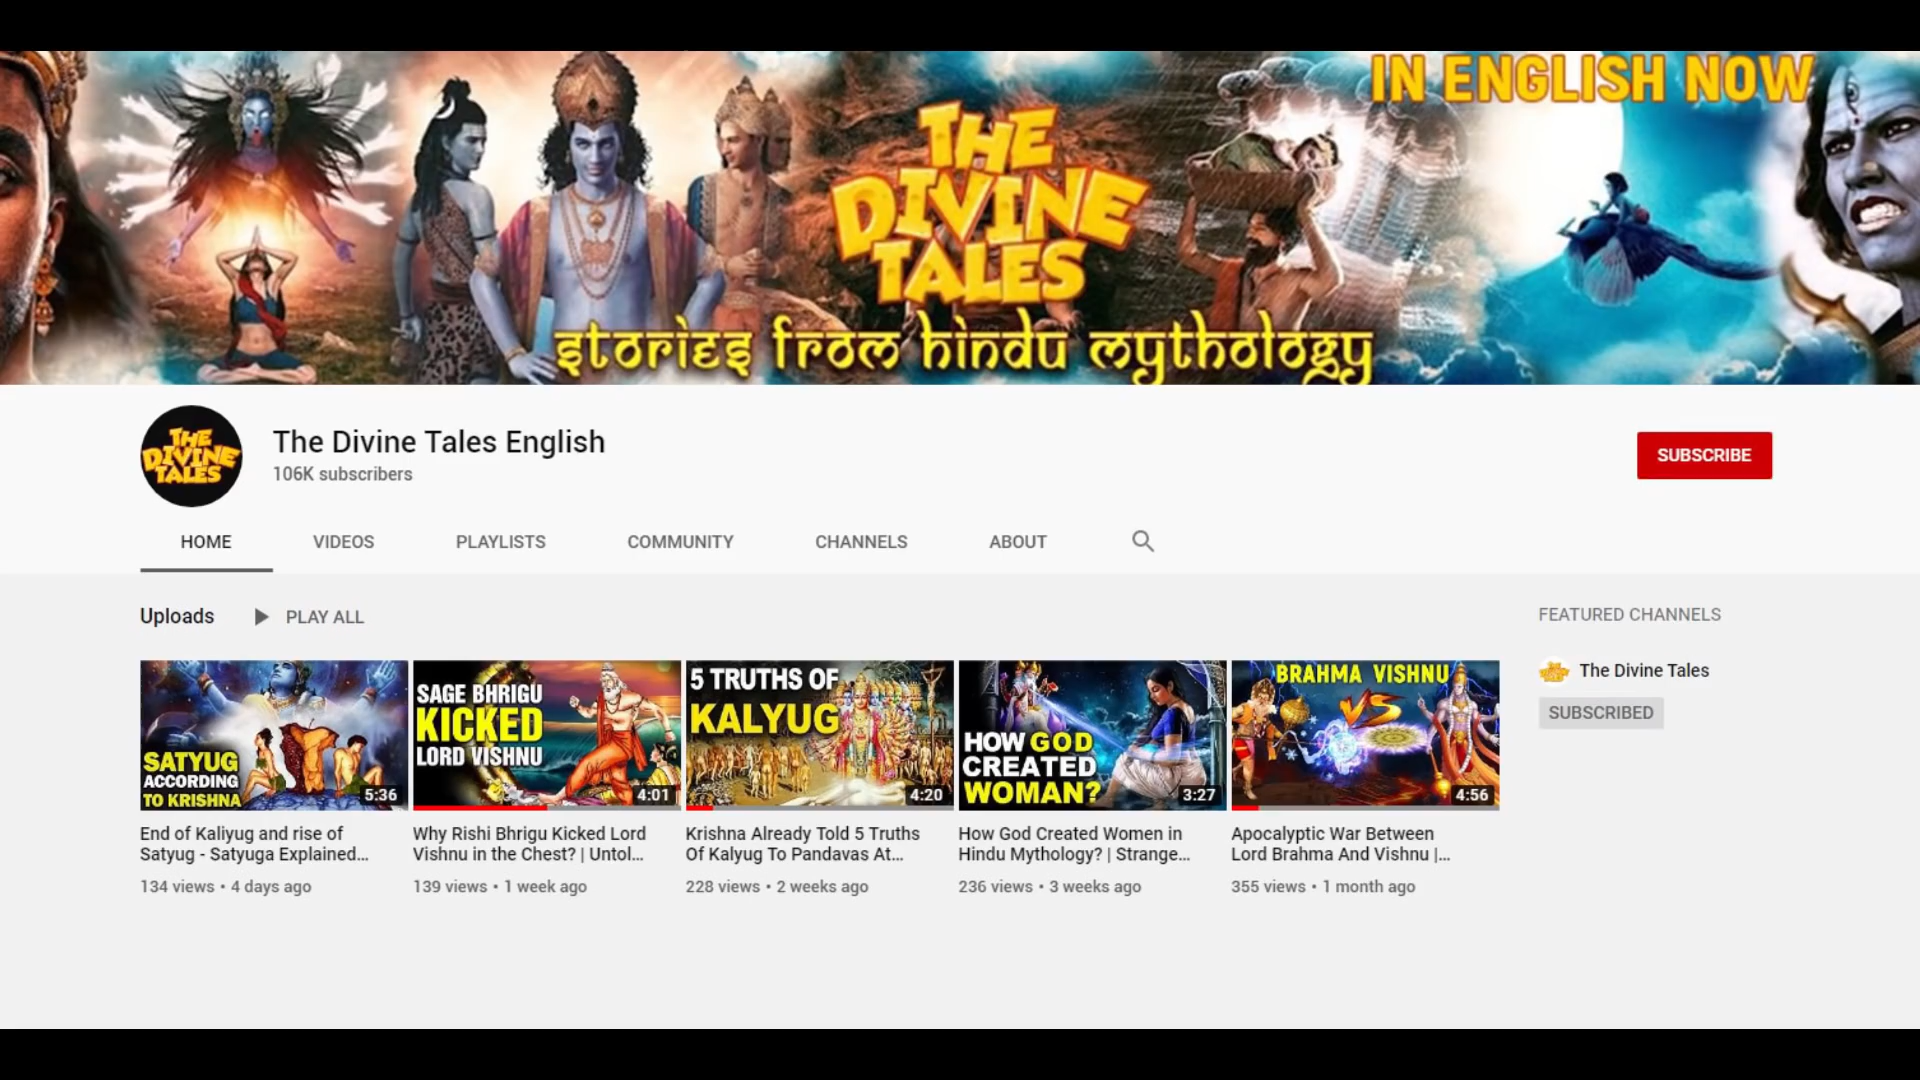 IN ENGLISH NOW
THE
DIVINE
TALES
stories from hindu mythology
THE
DIVINE
TALES
The Divine Tales English
106K subscribers
SUBSCRIBE
HOME
VIDEOS
PLAYLISTS
COMMUNITY
CHANNELS
ABOUT
Uploads
PLAY ALL
FEATURED CHANNELS
The Divine Tales
SUBSCRIBED
SATYUG
ACCORDING
TO KRISHNA
5:36
End of Kaliyug and rise of
Satyug - Satyuga Explained...
134 views • 4 days ago
SAGE BHRIGU
KICKED
LORD VISHNU
4:01
Why Rishi Bhrigu Kicked Lord
Vishnu in the Chest? | Untol...
139 views • 1 week ago
5 TRUTHS OF
KALYUG
4:20
Krishna Already Told 5 Truths
Of Kalyug To Pandavas At...
228 views • 2 weeks ago
HOW GOD
CREATED
WOMAN?
3:27
How God Created Women in
Hindu Mythology? | Strange...
236 views • 3 weeks ago
BRAHMA VISHNU
VS
4:56
Apocalyptic War Between
Lord Brahma And Vishnu |...
355 views • 1 month ago